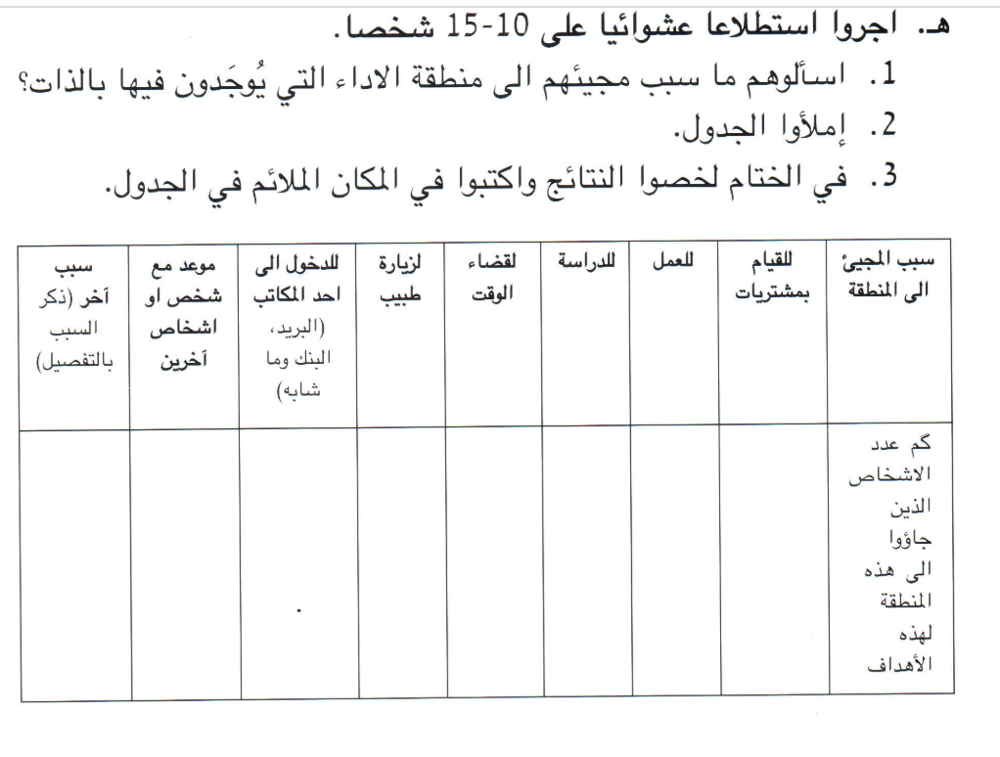 هـ. اجروا استطلاعا عشوائيا على 10-15 شخصا.
1. اسألوهم ما سبب مجيئهم الى منطقة الاداء التي يُوجَدون فيها بالذات؟
2. إملأوا الجدول.
3. في الختام لخصوا النتائج واكتبوا في المكان الملائم في الجدول.
سبب المجيئ
الى المنطقة
للقيام
بمشتريات
للعمل
للدراسة
لقضاء
الوقت
لزيارة
طبيب
للدخول الى
احد المكاتب
(البريد،
البنك وما
شابه)
موعد مع
شخص او
اشخاص
آخرين
سبب
آخر (ذكر
السبب
بالتفصيل)
كم عدد
الاشخاص
الذين
جاؤوا
الى هذه
المنطقة
لهذه
الأهداف